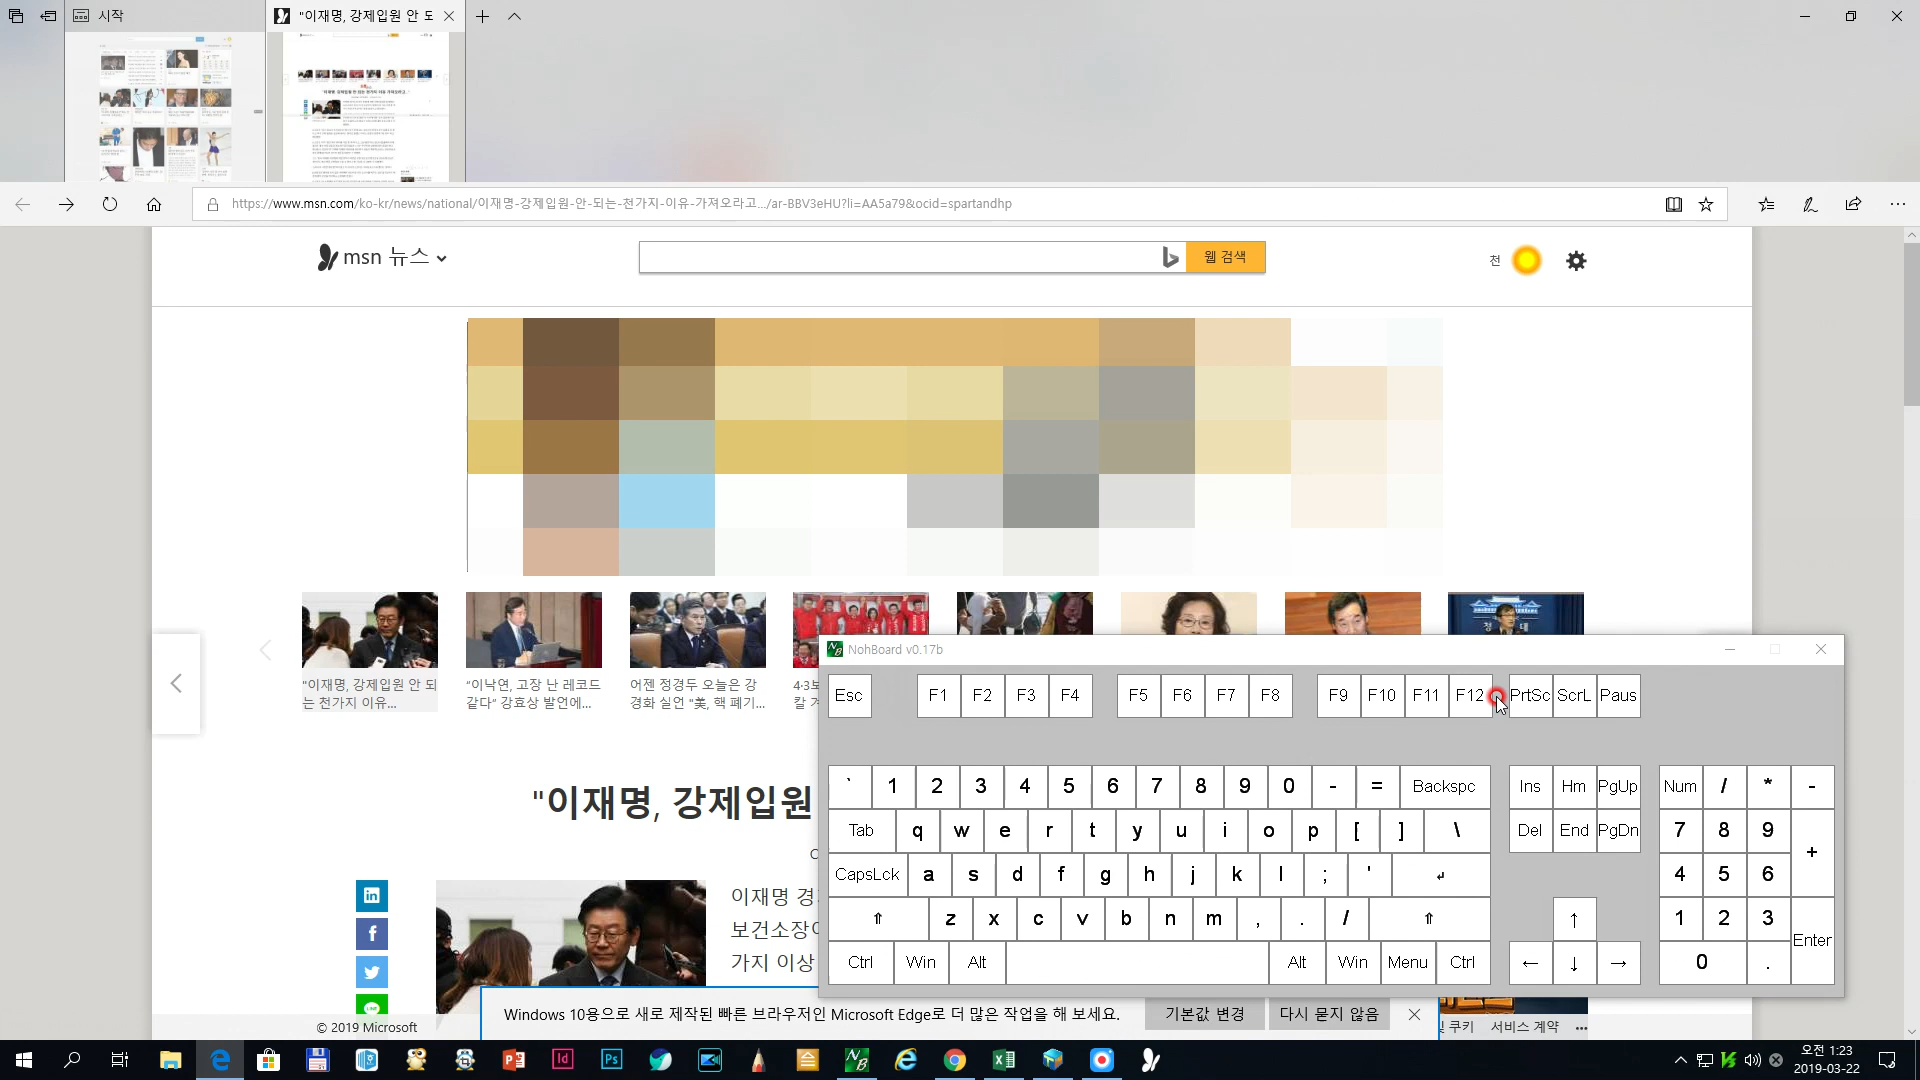 시작
"이재명, 강제입원 안 되
https://www.msn.com/ko-kr/news/national/이재명-강제입원-안-되는-천가지-이유-가져오라고.../ar-BBV3eHU?li=AA5a79&ocid=spartandhp
msn 뉴스
웹 검색
천
"이재명, 강제입원 안 되
는 천가지 이유...
"이낙연, 고장 난 레코드
같다" 강효상 발언에...
어젠 정경두 오늘은 강
경화 실언 "美, 핵 폐기...
4·3보
칼 겨
"이재명, 강제입원
이재명 경
보건소장
가지 이상
NohBoard v0.17b
Esc F1 F2 F3 F4 F5 F6 F7 F8 F9 F10 F11 F12 PrtSc ScrL Paus
` 1 2 3 4 5 6 7 8 9 0 - = Backspc Ins Hm PgUp Num / * -
Tab q w e r t y u i o p [ ] \ Del End PgDn 7 8 9 +
CapsLck a s d f g h j k l ; ' ↵ 4 5 6
⇧ z x c v b n m , . / ⇧ ↑ 1 2 3 Enter
Ctrl Win Alt Alt Win Menu Ctrl ← ↓ → 0 .
Windows 10용으로 새로 제작된 빠른 브라우저인 Microsoft Edge로 더 많은 작업을 해 보세요. 기본값 변경 다시 묻지 않음
© 2019 Microsoft
및 쿠키 서비스 계약 ...
오전 1:23
2019-03-22